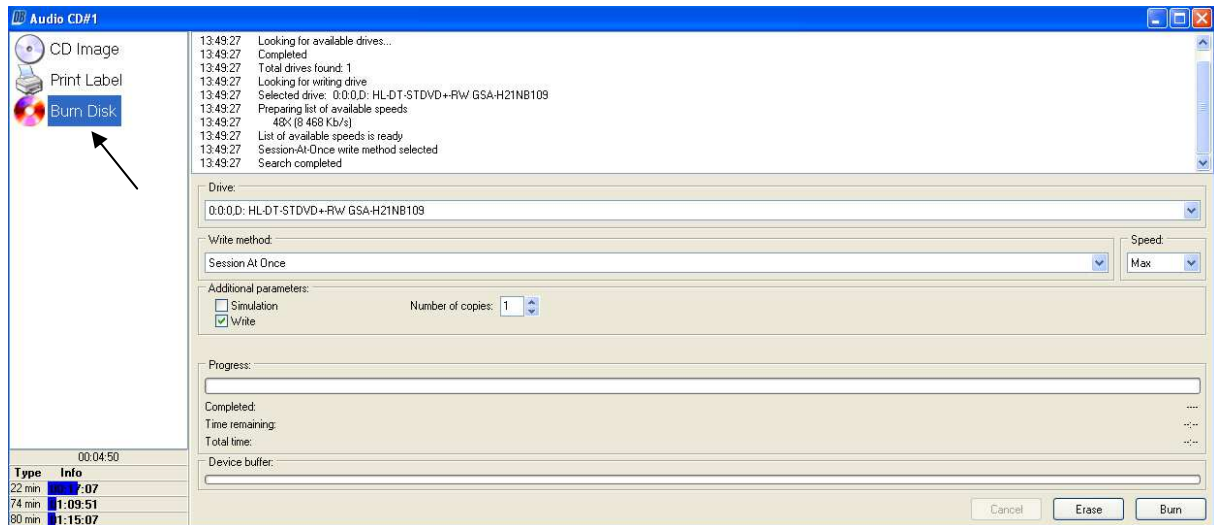 Audio CD#1
CD Image
Print Label
Burn Disk
13:49:27 Looking for available drives...
13:49:27 Completed
13:49:27 Total drives found: 1
13:49:27 Looking for writing drive
13:49:27 Selected drive: 0:0:0,D: HL-DT-STDVD+-RW GSA-H21NB109
13:49:27 Preparing list of available speeds
13:49:27 48X (8 468 Kb/s)
13:49:27 List of available speeds is ready
13:49:27 Session-At-Once write method selected
13:49:27 Search completed
Drive:
0:0:0,D: HL-DT-STDVD+-RW GSA-H21NB109
Write method: Speed:
Session At Once Max
Additional parameters:
Simulation Number of copies: 1
Write
Progress:
Completed: ----
Time remaining: --:--
Total time: --:--
Device buffer:
Cancel Erase Burn
00:04:50
Type Info
22 min 00:17:07
74 min 01:09:51
80 min 01:15:07